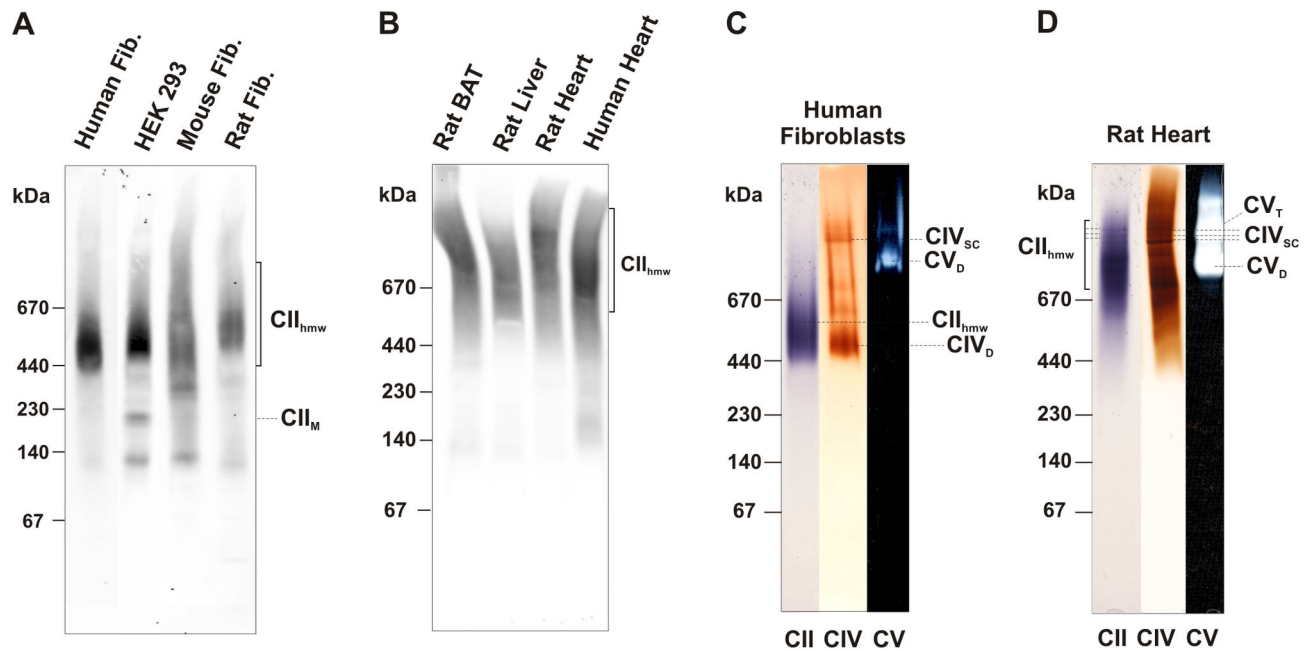 A
Human Fib.
HEK 293
Mouse Fib.
Rat Fib.
kDa
670
440
230
140
67
CIIhmw
CIIM
B
Rat BAT
Rat Liver
Rat Heart
Human Heart
kDa
670
440
230
140
67
CIIhmw
C
Human
Fibroblasts
kDa
670
440
230
140
67
CIVSC
CVD
CIIhmw
CIVD
CII CIV CV
D
Rat Heart
kDa
CIIhmw
670
440
230
140
67
CVT
CIVSC
CVD
CII CIV CV